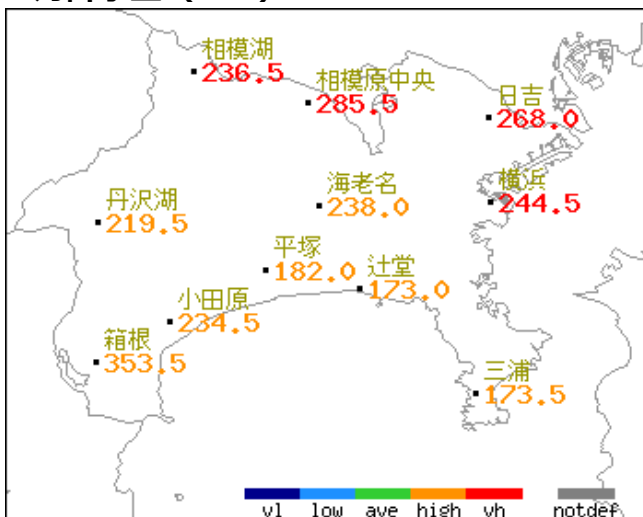 相模湖
236.5
相模原中央
285.5
日吉
268.0
丹沢湖
219.5
海老名
238.0
横浜
244.5
平塚
182.0
辻堂
173.0
小田原
234.5
箱根
353.5
三浦
173.5
vl low ave high vh notdef